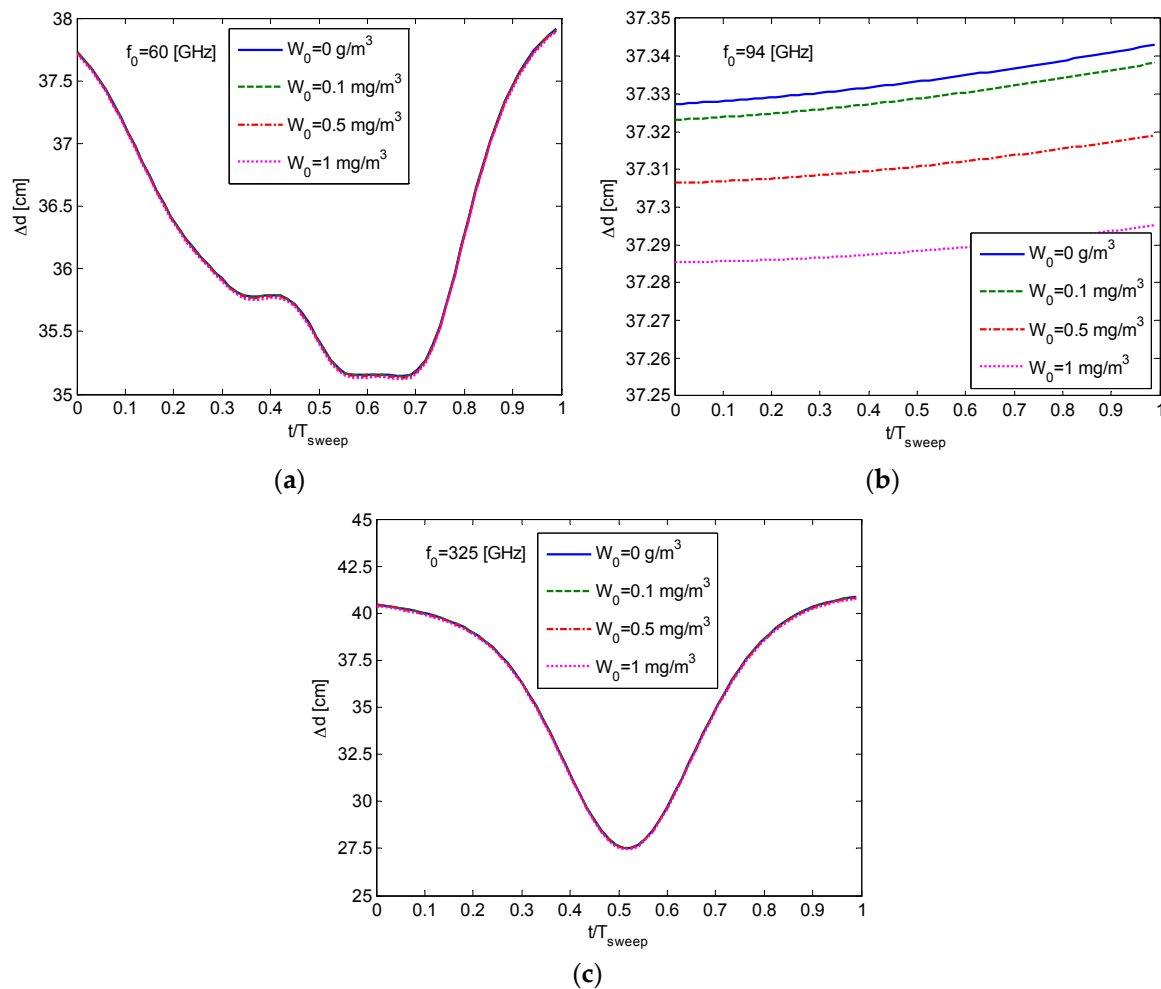 38
37.5
37
36.5
36
35.5
35
Δd [cm]
f₀=60 [GHz]
W₀=0 g/m³
W₀=0.1 mg/m³
W₀=0.5 mg/m³
W₀=1 mg/m³
0 0.1 0.2 0.3 0.4 0.5 0.6 0.7 0.8 0.9 1
t/T_sweep
(a)
37.35
37.34
37.33
37.32
37.31
37.3
37.29
37.28
37.27
37.26
37.25
Δd [cm]
f₀=94 [GHz]
W₀=0 g/m³
W₀=0.1 mg/m³
W₀=0.5 mg/m³
W₀=1 mg/m³
0 0.1 0.2 0.3 0.4 0.5 0.6 0.7 0.8 0.9 1
t/T_sweep
(b)
45
42.5
40
37.5
35
32.5
30
27.5
25
Δd [cm]
f₀=325 [GHz]
W₀=0 g/m³
W₀=0.1 mg/m³
W₀=0.5 mg/m³
W₀=1 mg/m³
0 0.1 0.2 0.3 0.4 0.5 0.6 0.7 0.8 0.9 1
t/T_sweep
(c)